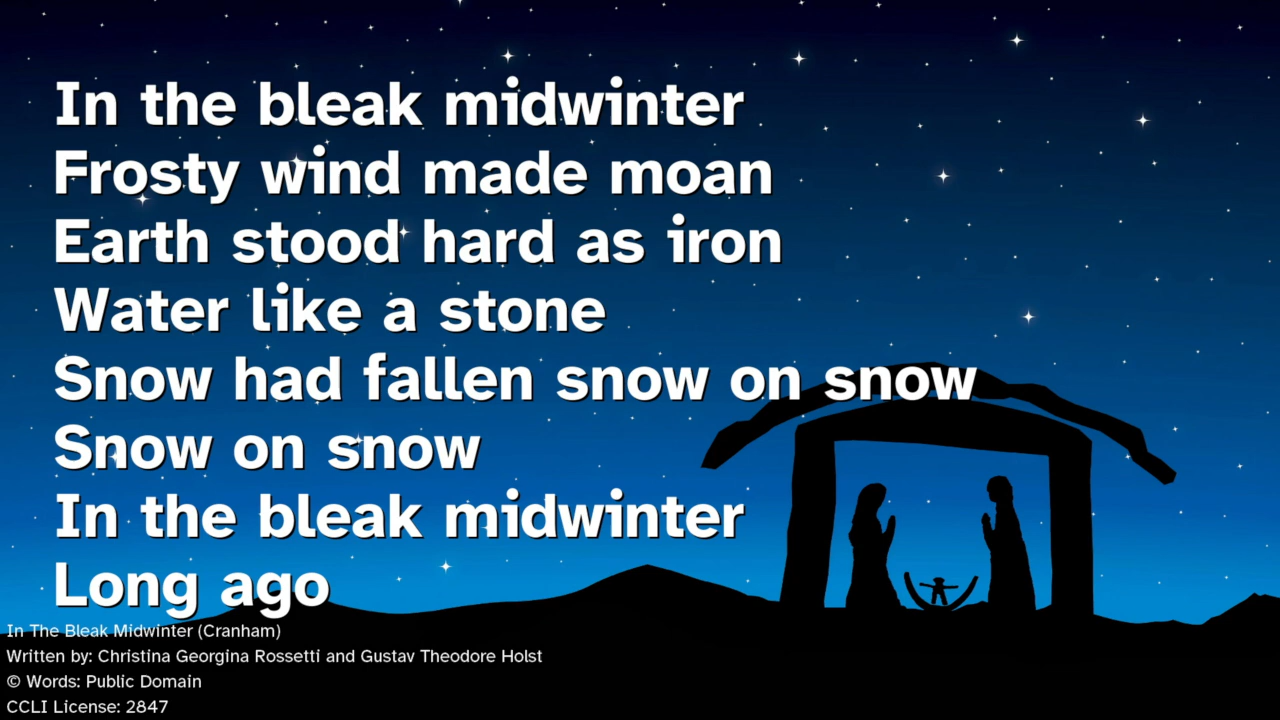 In the bleak midwinter
Frosty wind made moan
Earth stood hard as iron
Water like a stone
Snow had fallen snow on snow
Snow on snow
In the bleak midwinter
Long ago
In The Bleak Midwinter (Cranham)
Written by: Christina Georgina Rossetti and Gustav Theodore Holst
© Words: Public Domain
CCLI License: 2847